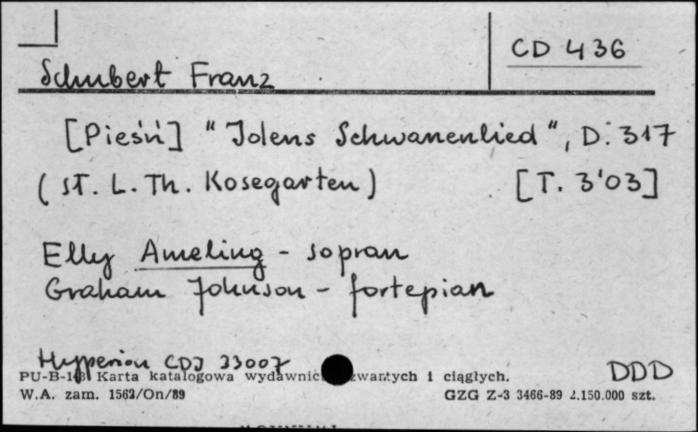 CD 436
Schubert Franz
[Pieśń] "Jolens Schwanenlied", D. 317
(sł. L. Th. Kosegarten) [T. 3'03]
Elly Ameling - sopran
Graham Johnson - fortepian
Hyperion CDJ 33007
DDD
PU-B-1 Karta katalogowa wydawnic zwartych i ciągłych.
W.A. zam. 1562/On/89 GZG Z-3 3466-89 2.150.000 szt.